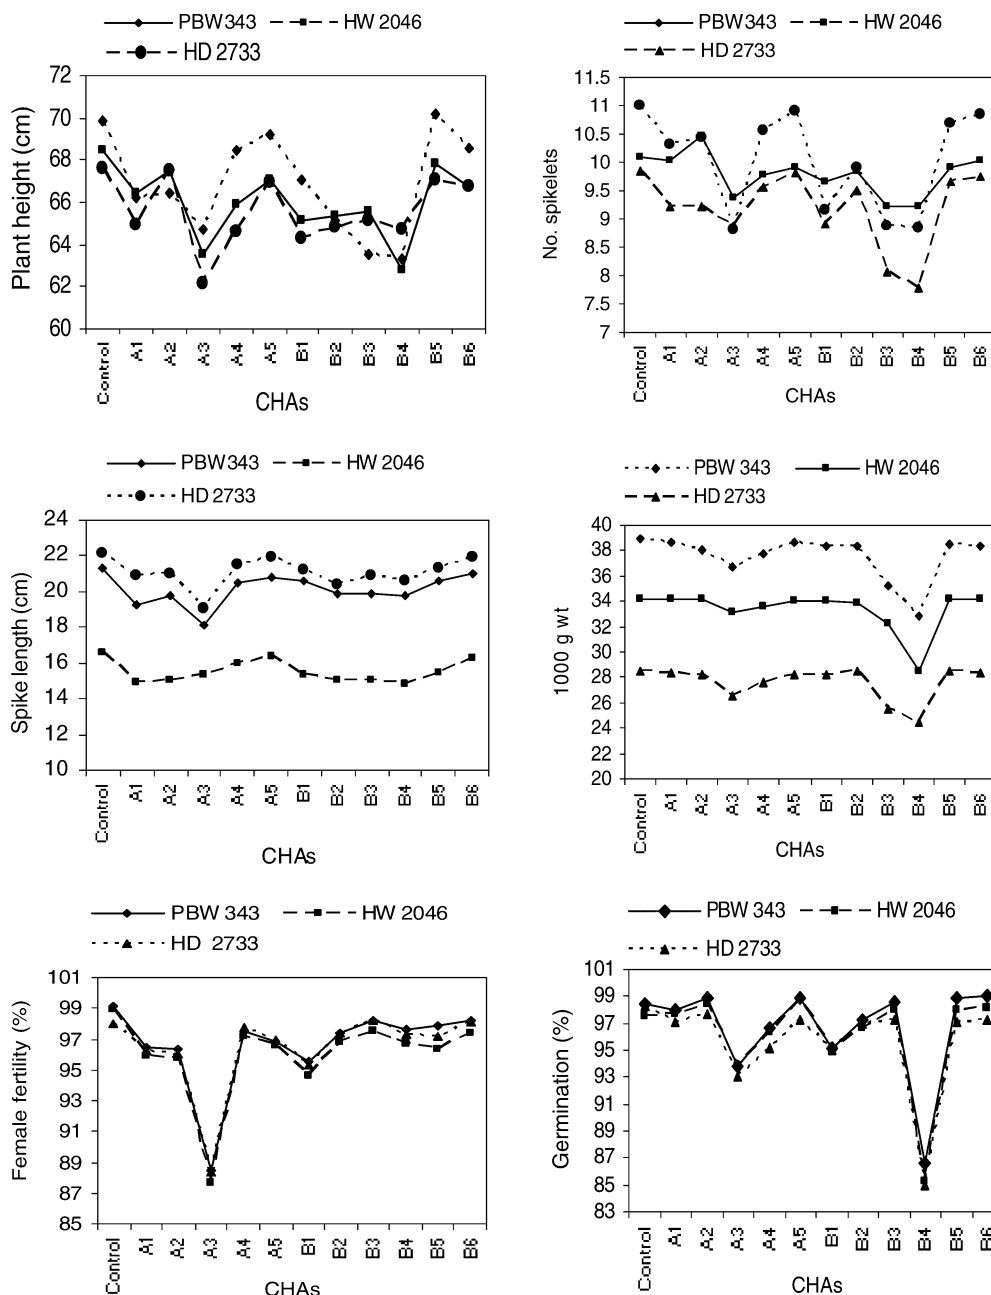 PBW343 HW 2046
HD 2733
72
70
68
66
64
62
60
Plant height (cm)
Control A1 A2 A3 A4 A5 B1 B2 B3 B4 B5 B6
CHAs
PBW343 HW 2046
HD 2733
11.5
11
10.5
10
9.5
9
8.5
8
7.5
7
No. spikelets
Control A1 A2 A3 A4 A5 B1 B2 B3 B4 B5 B6
CHAs
PBW343 HW 2046
HD 2733
24
22
20
18
16
14
12
10
Spike length (cm)
Control A1 A2 A3 A4 A5 B1 B2 B3 B4 B5 B6
CHAs
PBW 343 HW 2046
HD 2733
40
38
36
34
32
30
28
26
24
22
20
1000 g wt
Control A1 A2 A3 A4 A5 B1 B2 B3 B4 B5 B6
CHAs
PBW 343 HW 2046
HD 2733
101
99
97
95
93
91
89
87
85
Female fertility (%)
Control A1 A2 A3 A4 A5 B1 B2 B3 B4 B5 B6
CHAs
PBW 343 HW 2046
HD 2733
101
99
97
95
93
91
89
87
85
83
Germination (%)
Control A1 A2 A3 A4 A5 B1 B2 B3 B4 B5 B6
CHAs